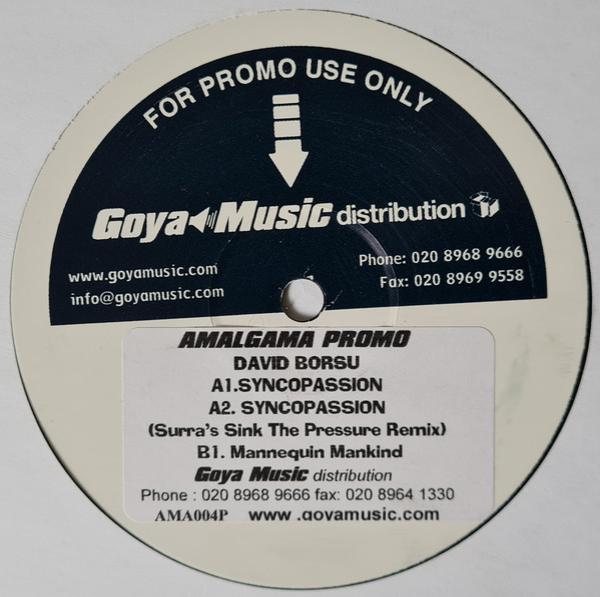 FOR PROMO USE ONLY
Goya Music distribution
www.goyamusic.com
info@goyamusic.com
Phone: 020 8968 9666
Fax: 020 8969 9558
AMALGAMA PROMO
DAVID BORSU
A1.SYNCOPASSION
A2. SYNCOPASSION
(Surra's Sink The Pressure Remix)
B1. Mannequin Mankind
Goya Music distribution
Phone : 020 8968 9666 fax: 020 8964 1330
AMA004P www .goyamusic.com